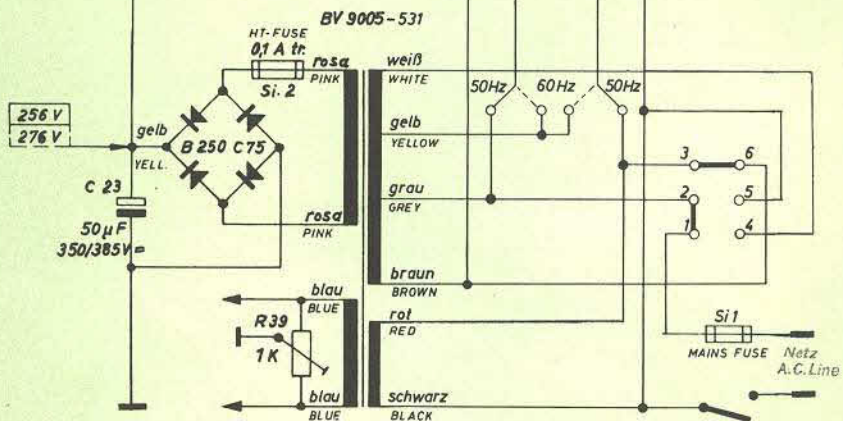 BV 9005-531
HT-FUSE
0,1 A tr.
Si. 2
rosa
PINK
weiß
WHITE
50Hz
60Hz
50Hz
256 V
276 V
gelb
YELL.
B 250 C 75
gelb
YELLOW
3
6
C 23
grau
GREY
2
5
50µF
350/385V=
rosa
PINK
1
4
braun
BROWN
blau
BLUE
rot
RED
Si 1
R39
1 K
MAINS FUSE
Netz
A.C. Line
blau
BLUE
schwarz
BLACK